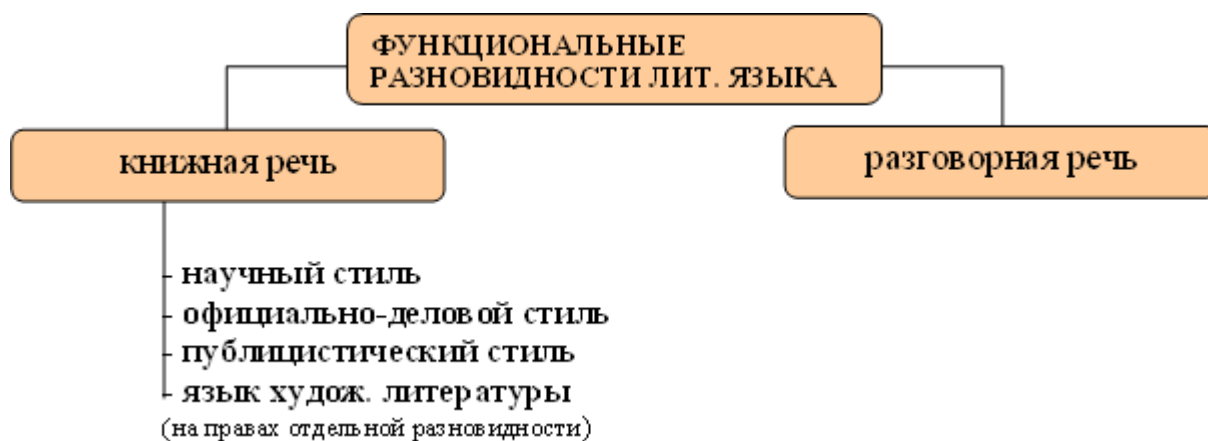 ФУНКЦИОНАЛЬНЫЕ
РАЗНОВИДНОСТИ ЛИТ. ЯЗЫКА
книжная речь
разговорная речь
- научный стиль
- официально-деловой стиль
- публицистический стиль
- язык худож. литературы
(на правах отдельной разновидности)